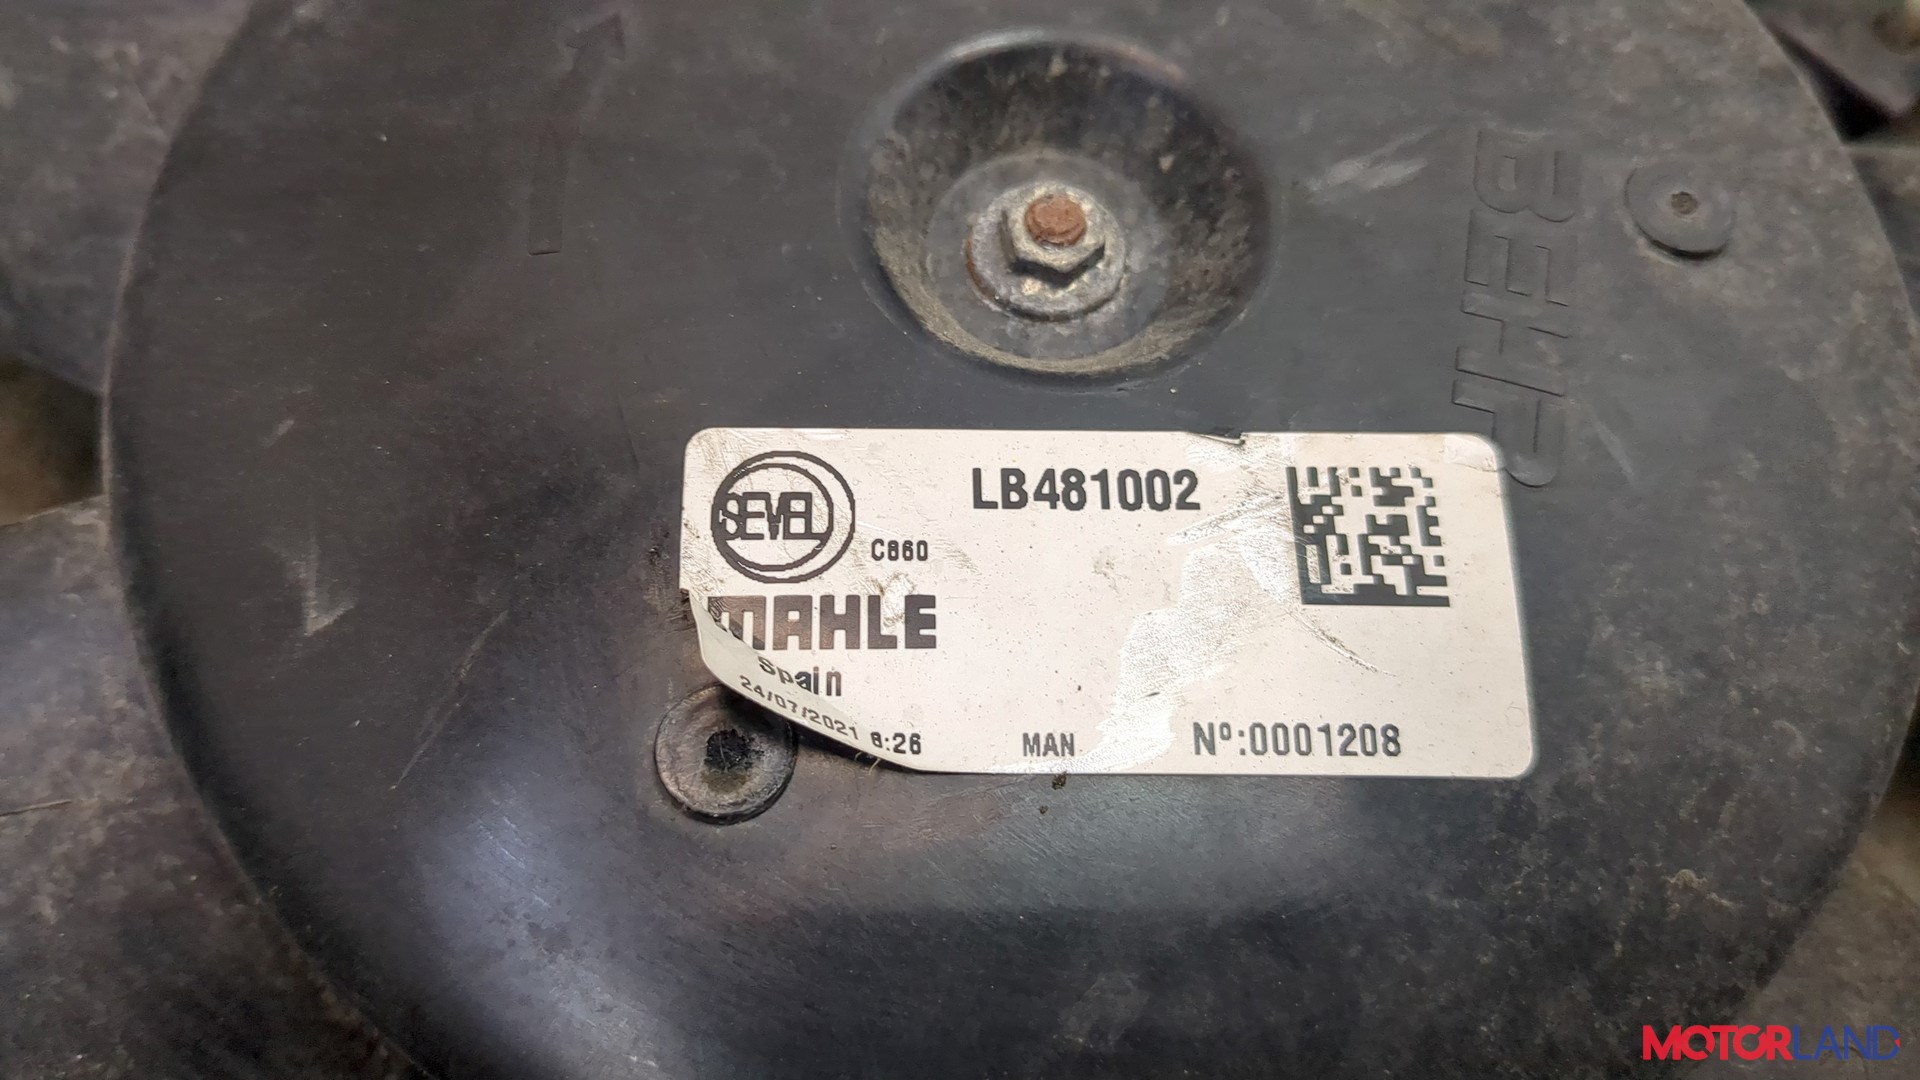 BEHR
SEVEL
C860
LB481002
MAHLE
Spain
24/07/2021 8:26
MAN
Nº:0001208
MOTORLAND